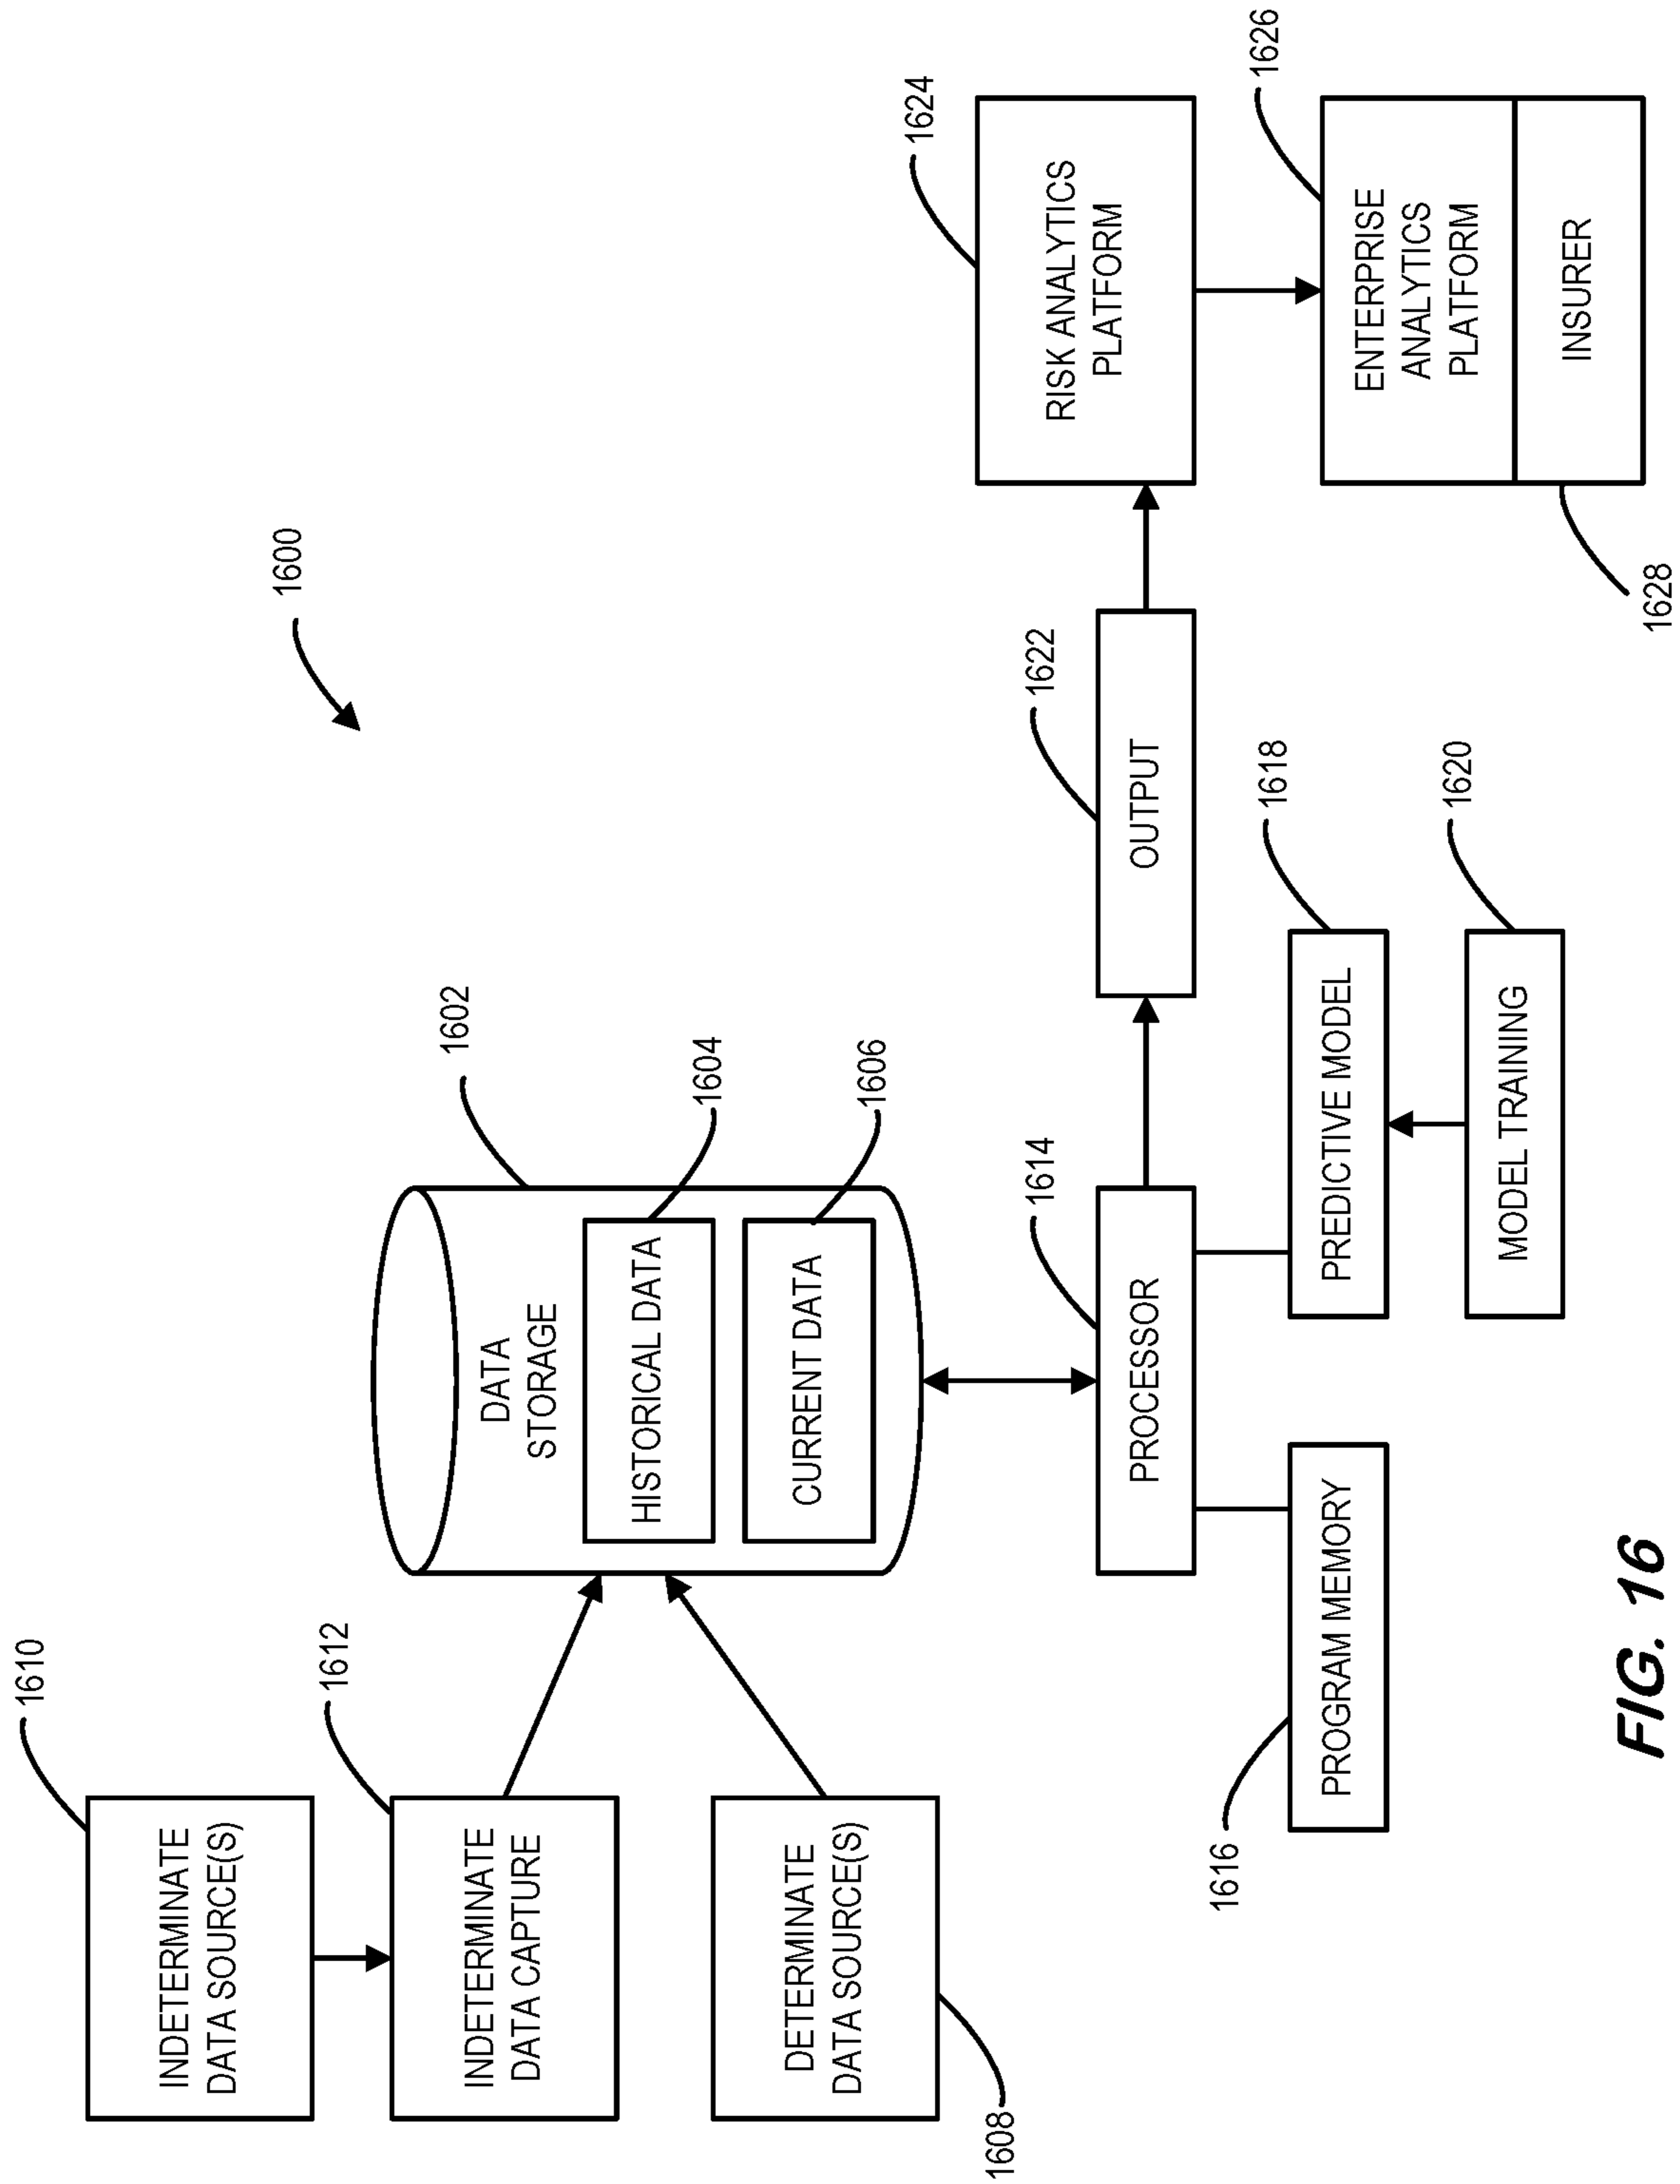 1600
1610
INDETERMINATE
DATA SOURCE(S)
1612
INDETERMINATE
DATA CAPTURE
DETERMINATE
DATA SOURCE(S)
1608
1602
DATA
STORAGE
HISTORICAL DATA
1604
CURRENT DATA
1606
1614
PROCESSOR
1616
PROGRAM MEMORY
PREDICTIVE MODEL
1618
MODEL TRAINING
1620
1622
OUTPUT
1624
RISK ANALYTICS
PLATFORM
1626
ENTERPRISE
ANALYTICS
PLATFORM
INSURER
1628
FIG. 16